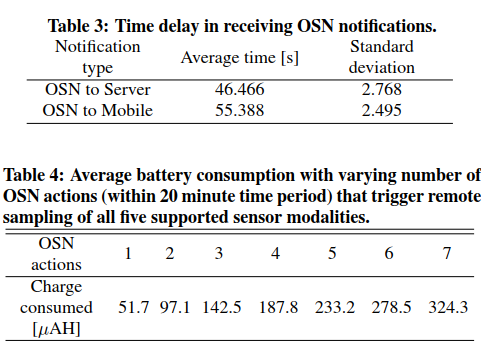 Table 3: Time delay in receiving OSN notifications.
Notification type Average time [s] Standard deviation
OSN to Server 46.466 2.768
OSN to Mobile 55.388 2.495
Table 4: Average battery consumption with varying number of
OSN actions (within 20 minute time period) that trigger remote
sampling of all five supported sensor modalities.
OSN actions 1 2 3 4 5 6 7
Charge consumed [μAH] 51.7 97.1 142.5 187.8 233.2 278.5 324.3